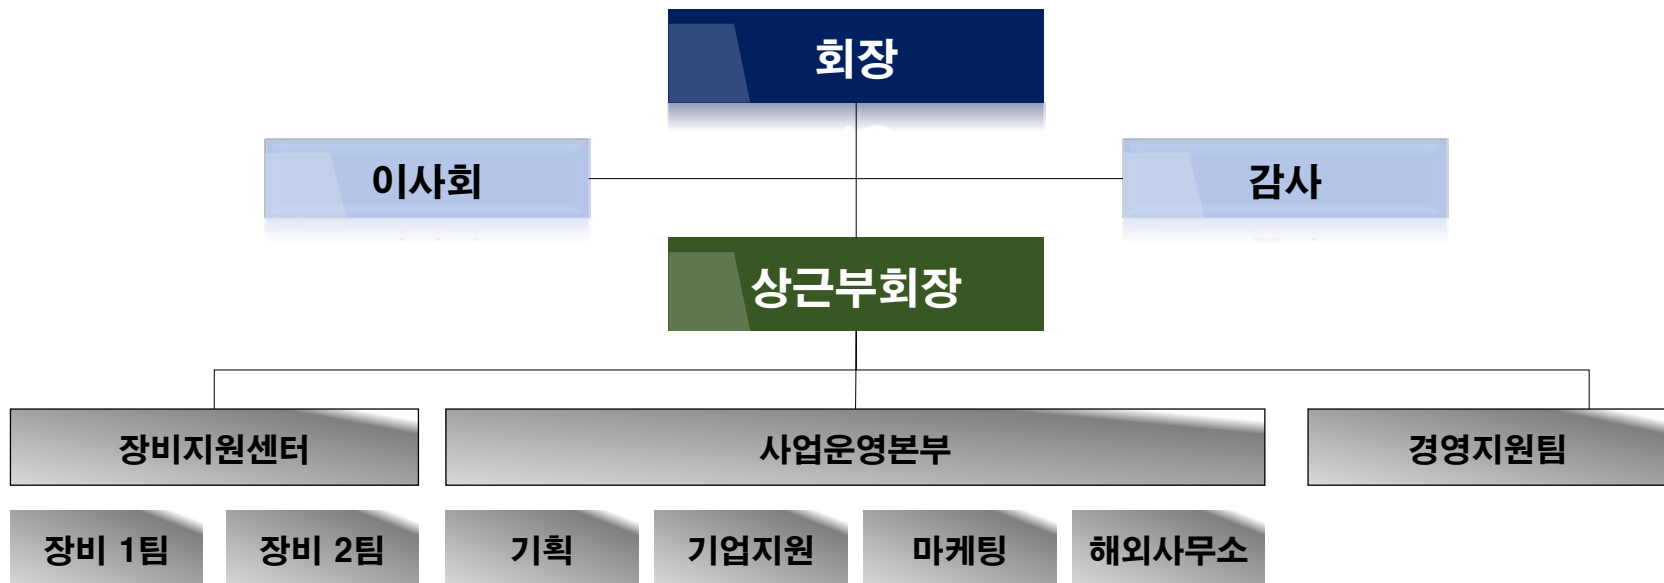 회장
이사회
감사
상근부회장
장비지원센터
사업운영본부
경영지원팀
장비 1팀
장비 2팀
기획
기업지원
마케팅
해외사무소